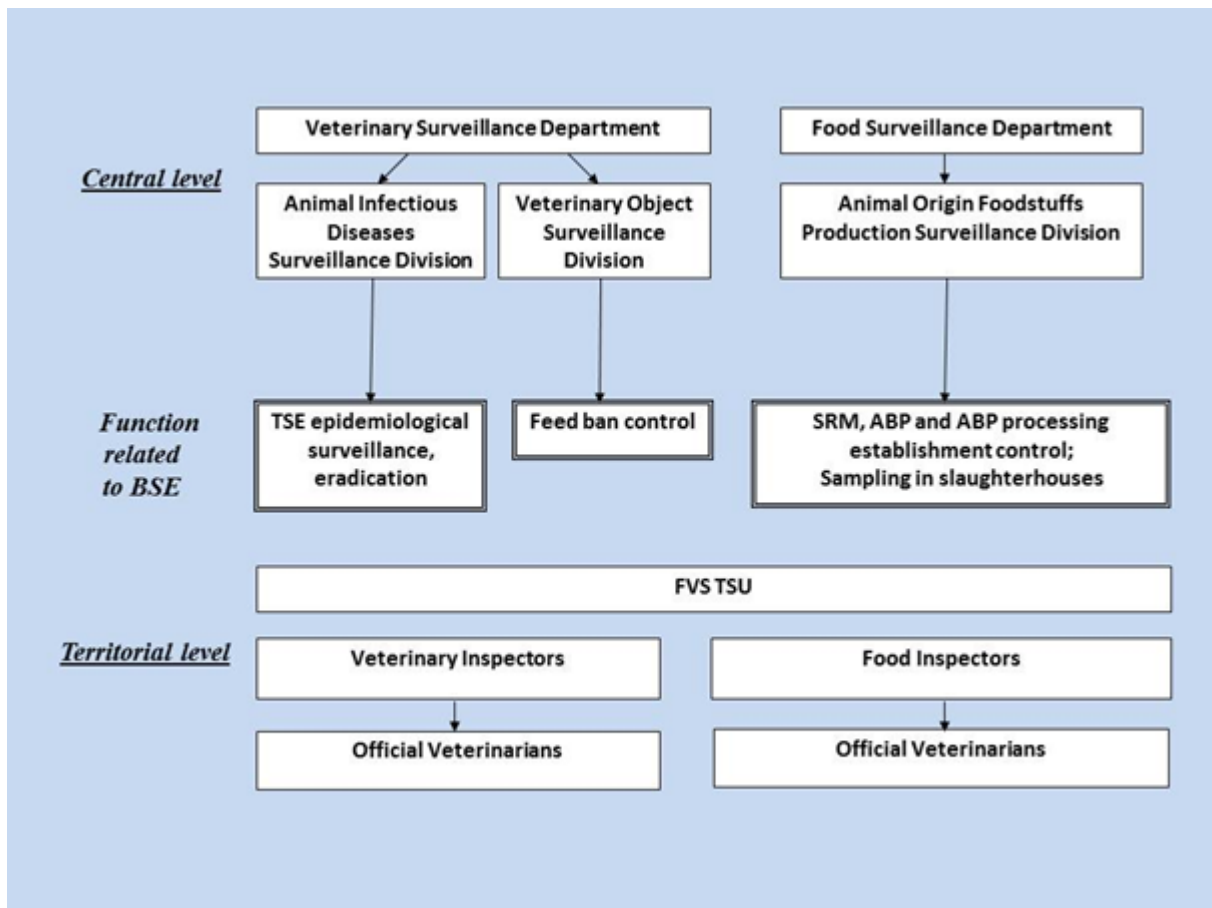 Veterinary Surveillance Department
Food Surveillance Department
Central level
Animal Infectious
Diseases
Surveillance Division
Veterinary Object
Surveillance
Division
Animal Origin Foodstuffs
Production Surveillance Division
Function
related
to BSE
TSE epidemiological
surveillance,
eradication
Feed ban control
SRM, ABP and ABP processing
establishment control;
Sampling in slaughterhouses
FVS TSU
Territorial level
Veterinary Inspectors
Food Inspectors
Official Veterinarians
Official Veterinarians